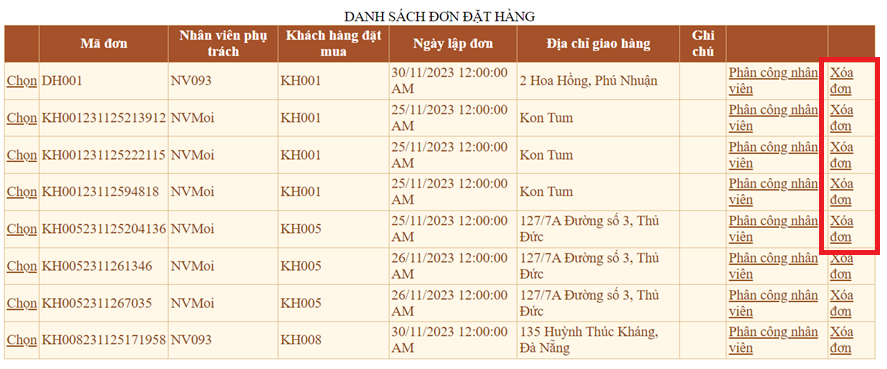 DANH SÁCH ĐƠN ĐẶT HÀNG
Mã đơn Nhân viên phụ trách Khách hàng đặt mua Ngày lập đơn Địa chỉ giao hàng Ghi chú
Chọn DH001 NV093 KH001 30/11/2023 12:00:00 AM 2 Hoa Hồng, Phú Nhuận Phân công nhân viên Xóa đơn
Chọn KH001231125213912 NVMoi KH001 25/11/2023 12:00:00 AM Kon Tum Phân công nhân viên Xóa đơn
Chọn KH001231125222115 NVMoi KH001 25/11/2023 12:00:00 AM Kon Tum Phân công nhân viên Xóa đơn
Chọn KH00123112594818 NVMoi KH001 25/11/2023 12:00:00 AM Kon Tum Phân công nhân viên Xóa đơn
Chọn KH005231125204136 NVMoi KH005 25/11/2023 12:00:00 AM 127/7A Đường số 3, Thủ Đức Phân công nhân viên Xóa đơn
Chọn KH0052311261346 NVMoi KH005 26/11/2023 12:00:00 AM 127/7A Đường số 3, Thủ Đức Phân công nhân viên Xóa đơn
Chọn KH0052311267035 NVMoi KH005 26/11/2023 12:00:00 AM 127/7A Đường số 3, Thủ Đức Phân công nhân viên Xóa đơn
Chọn KH008231125171958 NV093 KH008 30/11/2023 12:00:00 AM 135 Huỳnh Thúc Kháng, Đà Nẵng Phân công nhân viên Xóa đơn